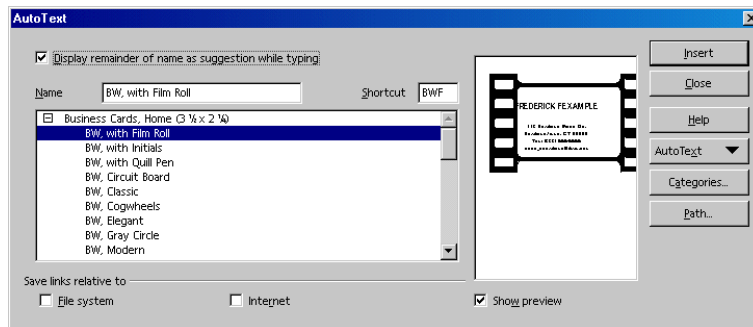 AutoText
Display remainder of name as suggestion while typing
Name BW, with Film Roll Shortcut BWF
Business Cards, Home (3 ½ x 2 ¼)
BW, with Film Roll
BW, with Initials
BW, with Quill Pen
BW, Circuit Board
BW, Classic
BW, Cogwheels
BW, Elegant
BW, Gray Circle
BW, Modern
Save links relative to
File system Internet
FREDERICK FEXAMPLE
Show preview
Insert
Close
Help
AutoText
Categories...
Path...